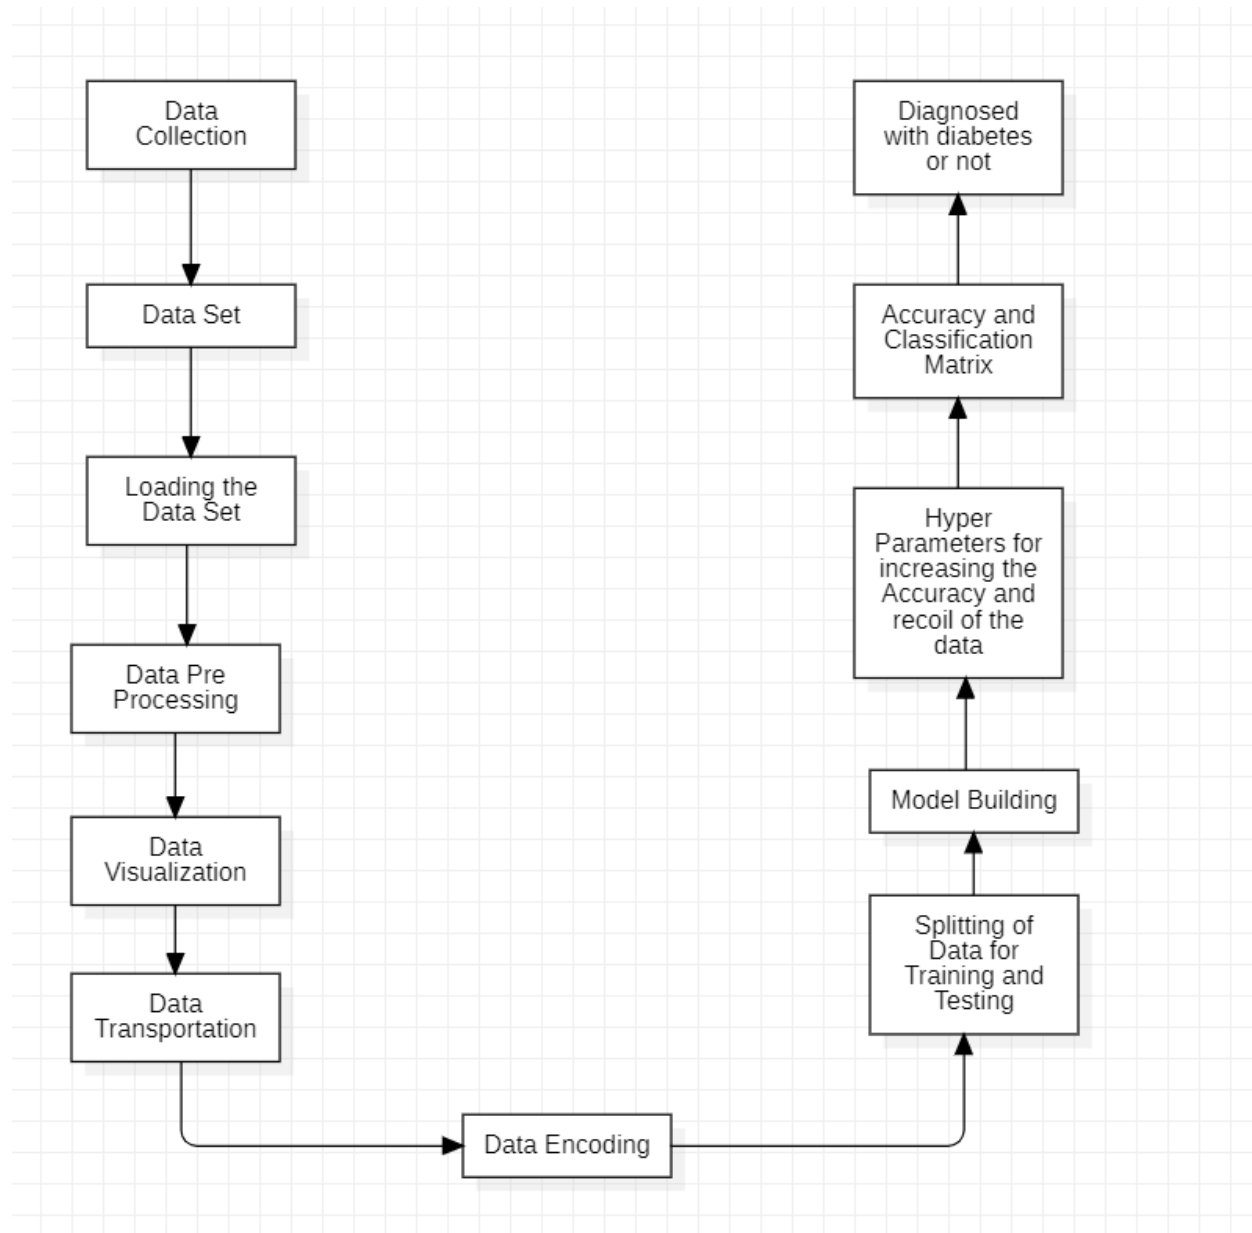 Data
Collection
Data Set
Loading the
Data Set
Data Pre
Processing
Data
Visualization
Data
Transportation
Data Encoding
Splitting of
Data for
Training and
Testing
Model Building
Hyper
Parameters for
increasing the
Accuracy and
recoil of the
data
Accuracy and
Classification
Matrix
Diagnosed
with diabetes
or not